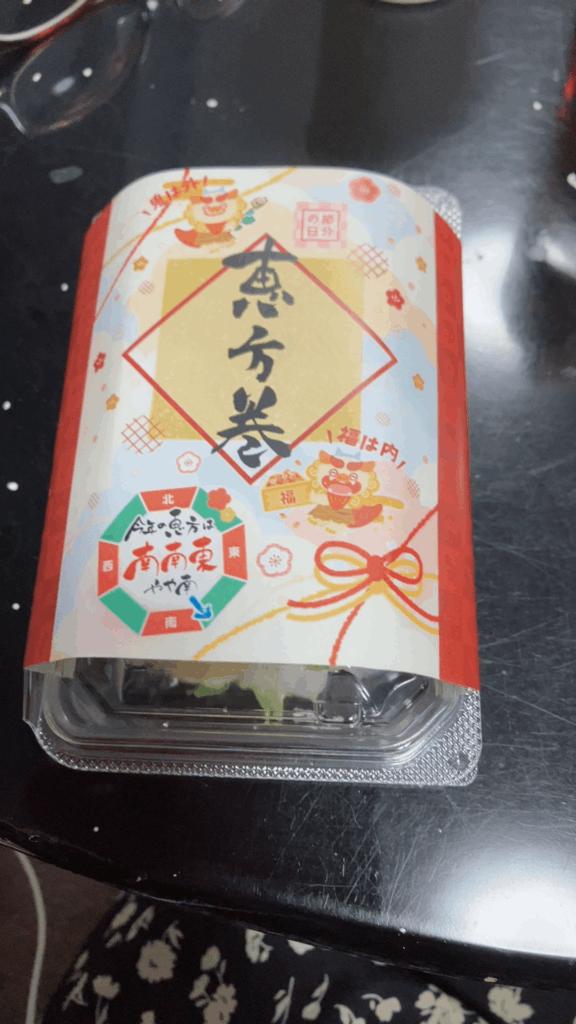 鬼は外
節分
の日
恵方巻
福は内
福
北
今年の恵方は
西
南南東
東
やや南
南